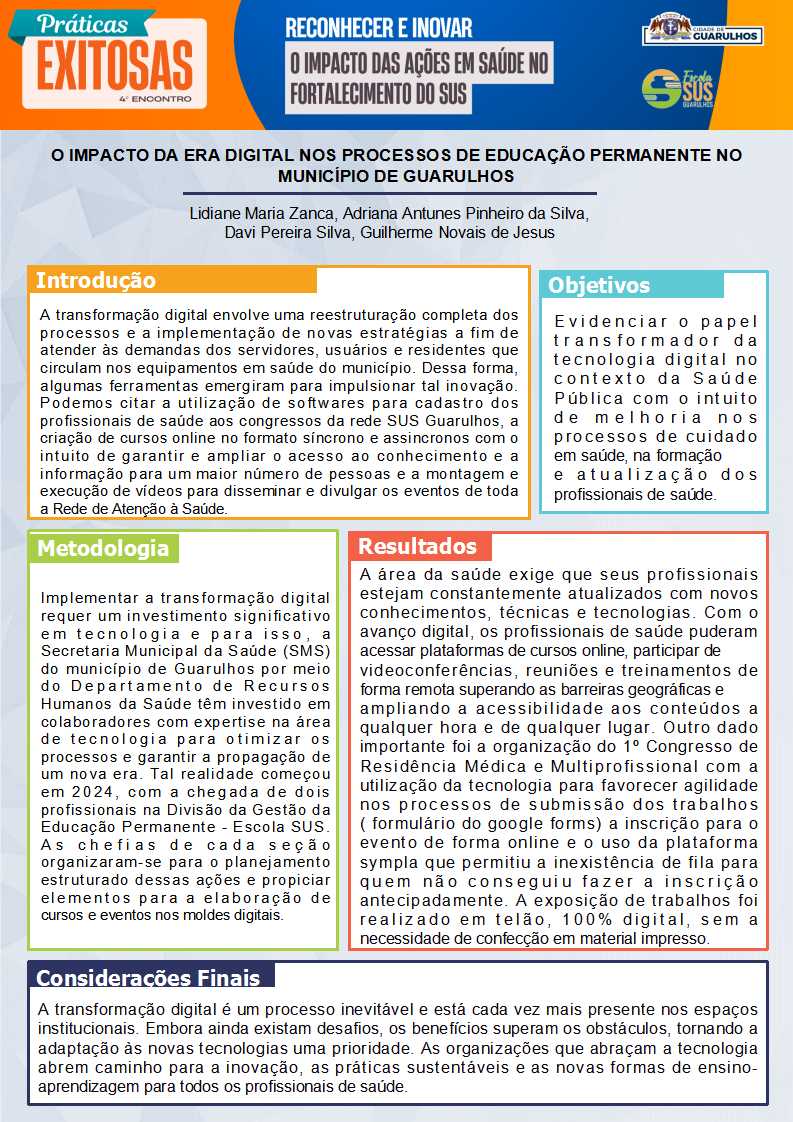 Práticas
EXITOSAS
4º ENCONTRO
RECONHECER E INOVAR
O IMPACTO DAS AÇÕES EM SAÚDE NO
FORTALECIMENTO DO SUS
CIDADE DE
GUARULHOS
Escola
SUS
GUARULHOS
O IMPACTO DA ERA DIGITAL NOS PROCESSOS DE EDUCAÇÃO PERMANENTE NO
MUNICÍPIO DE GUARULHOS
Lidiane Maria Zanca, Adriana Antunes Pinheiro da Silva,
Davi Pereira Silva, Guilherme Novais de Jesus
Introdução
A transformação digital envolve uma reestruturação completa dos
processos e a implementação de novas estratégias a fim de
atender às demandas dos servidores, usuários e residentes que
circulam nos equipamentos em saúde do município. Dessa forma,
algumas ferramentas emergiram para impulsionar tal inovação.
Podemos citar a utilização de softwares para cadastro dos
profissionais de saúde aos congressos da rede SUS Guarulhos, a
criação de cursos online no formato síncrono e assincronos com o
intuito de garantir e ampliar o acesso ao conhecimento e a
informação para um maior número de pessoas e a montagem e
execução de vídeos para disseminar e divulgar os eventos de toda
a Rede de Atenção à Saúde.
Objetivos
Evidenciar o papel
transformador da
tecnologia digital no
contexto da Saúde
Pública com o intuito
de melhoria nos
processos de cuidado
em saúde, na formação
e atualização dos
profissionais de saúde.
Metodologia
Implementar a transformação digital
requer um investimento significativo
em tecnologia e para isso, a
Secretaria Municipal da Saúde (SMS)
do município de Guarulhos por meio
do Departamento de Recursos
Humanos da Saúde têm investido em
colaboradores com expertise na área
de tecnologia para otimizar os
processos e garantir a propagação de
um nova era. Tal realidade começou
em 2024, com a chegada de dois
profissionais na Divisão da Gestão da
Educação Permanente - Escola SUS.
As chefias de cada seção
organizaram-se para o planejamento
estruturado dessas ações e propiciar
elementos para a elaboração de
cursos e eventos nos moldes digitais.
Resultados
A área da saúde exige que seus profissionais
estejam constantemente atualizados com novos
conhecimentos, técnicas e tecnologias. Com o
avanço digital, os profissionais de saúde puderam
acessar plataformas de cursos online, participar de
videoconferências, reuniões e treinamentos de
forma remota superando as barreiras geográficas e
ampliando a acessibilidade aos conteúdos a
qualquer hora e de qualquer lugar. Outro dado
importante foi a organização do 1º Congresso de
Residência Médica e Multiprofissional com a
utilização da tecnologia para favorecer agilidade
nos processos de submissão dos trabalhos
( formulário do google forms) a inscrição para o
evento de forma online e o uso da plataforma
sympla que permitiu a inexistência de fila para
quem não conseguiu fazer a inscrição
antecipadamente. A exposição de trabalhos foi
realizado em telão, 100% digital, sem a
necessidade de confecção em material impresso.
Considerações Finais
A transformação digital é um processo inevitável e está cada vez mais presente nos espaços
institucionais. Embora ainda existam desafios, os benefícios superam os obstáculos, tornando a
adaptação às novas tecnologias uma prioridade. As organizações que abraçam a tecnologia
abrem caminho para a inovação, as práticas sustentáveis e as novas formas de ensino-
aprendizagem para todos os profissionais de saúde.